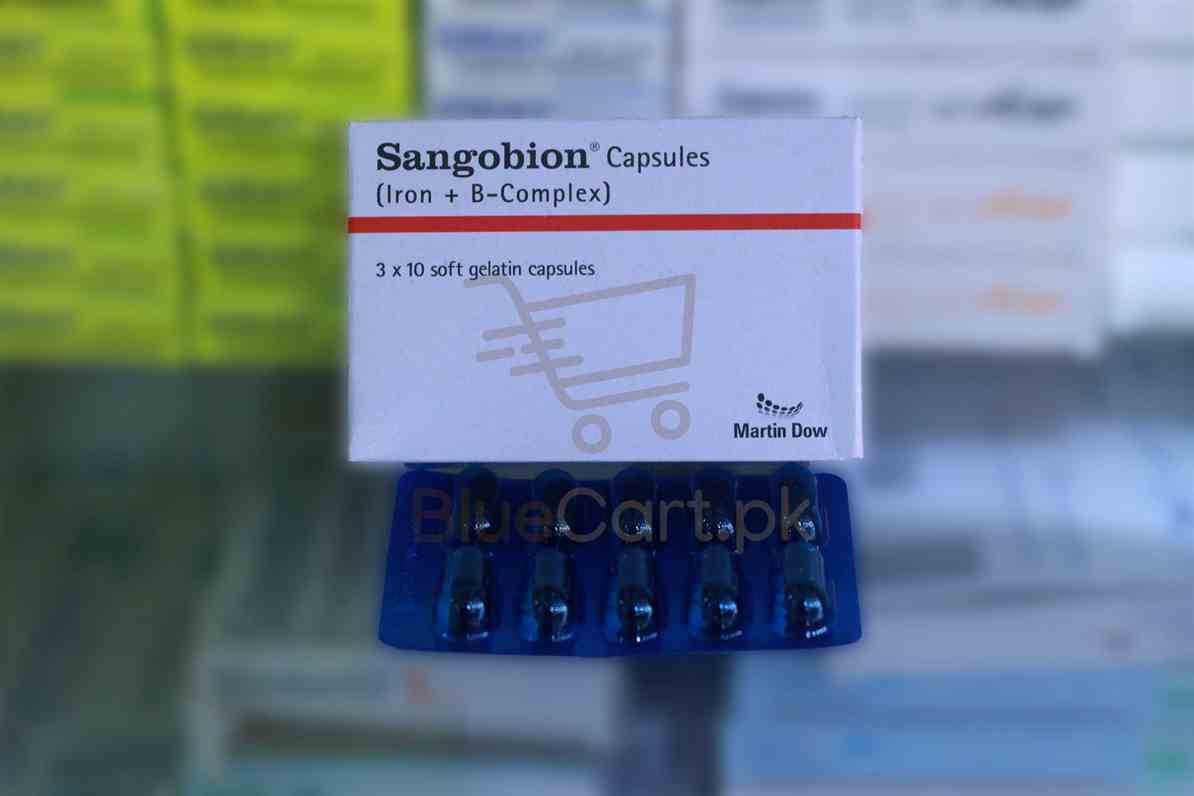 Sangobion® Capsules
(Iron + B-Complex)
3 x 10 soft gelatin capsules
Martin Dow
BlueCart.pk